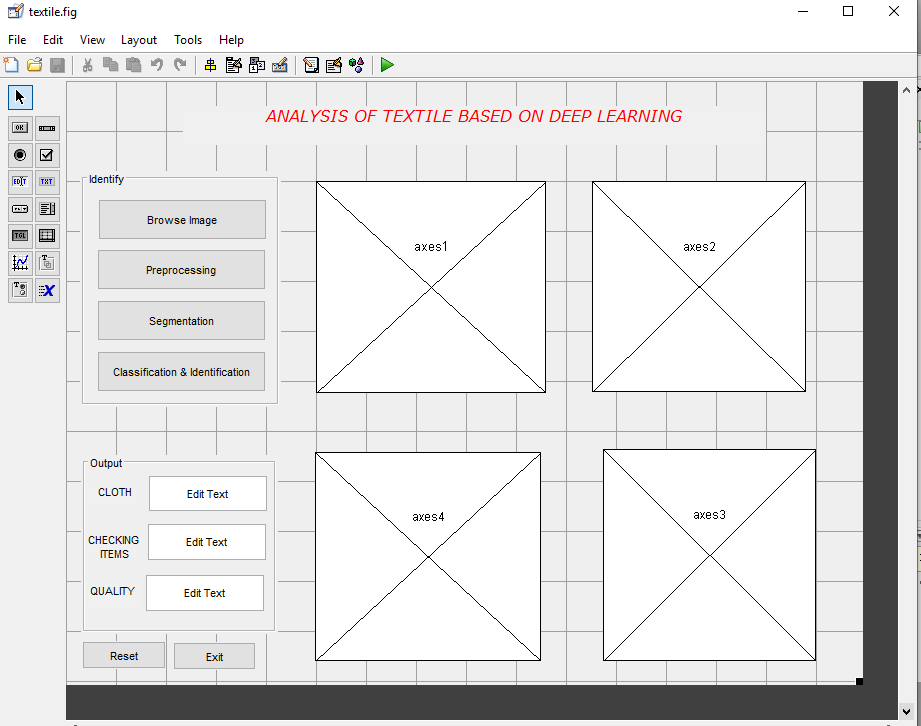 textile.fig
File Edit View Layout Tools Help
ANALYSIS OF TEXTILE BASED ON DEEP LEARNING
Identify
Browse Image
Preprocessing
Segmentation
Classification & Identification
axes1
axes2
Output
CLOTH
Edit Text
CHECKING
ITEMS
Edit Text
QUALITY
Edit Text
axes4
axes3
Reset
Exit